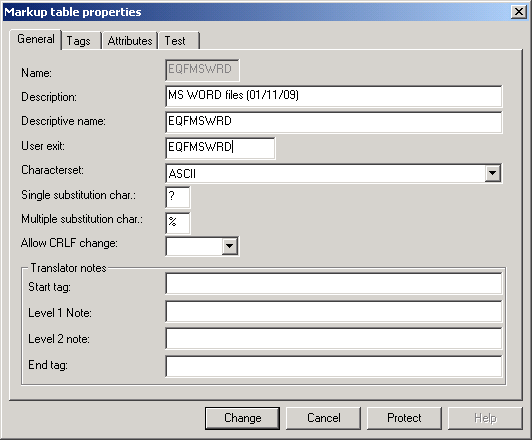 Markup table properties
General Tags Attributes Test
Name: EQFMSWRD
Description: MS WORD files (01/11/09)
Descriptive name: EQFMSWRD
User exit: EQFMSWRD
Characterset: ASCII
Single substitution char.: ?
Multiple substitution char.: %
Allow CRLF change:
Translator notes
Start tag:
Level 1 Note:
Level 2 note:
End tag:
Change Cancel Protect Help